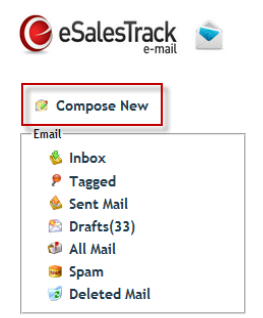 eSalesTrack
e-mail
Compose New
Email
Inbox
Tagged
Sent Mail
Drafts(33)
All Mail
Spam
Deleted Mail